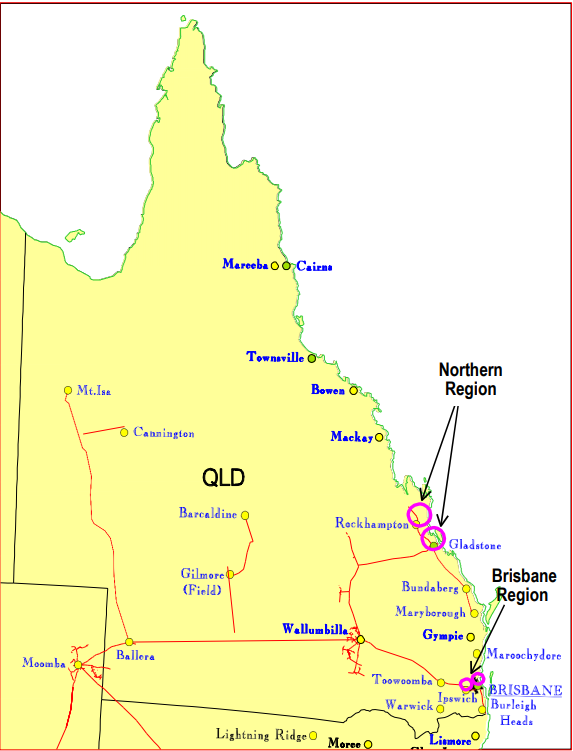 Mareeba
Cairns
Townsville
Northern
Region
Mt.Isa
Bowen
Cannington
Mackay
QLD
Barcaldine
Rockhampton
Gladstone
Gilmore
(Field)
Brisbane
Region
Bundaberg
Maryborough
Wallumbilla
Gympie
Ballera
Maroochydore
Moomba
Toowoomba
Ipswich
BRISBANE
Warwick
Burleigh
Heads
Lightning Ridge
Moree
Lismore